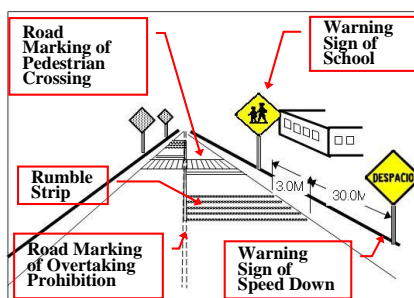 Road
Marking of
Pedestrian
Crossing
Warning
Sign of
School
DESPACIO
Rumble
Strip
3.0M
30.0M
Road Marking
of Overtaking
Prohibition
Warning
Sign of
Speed Down